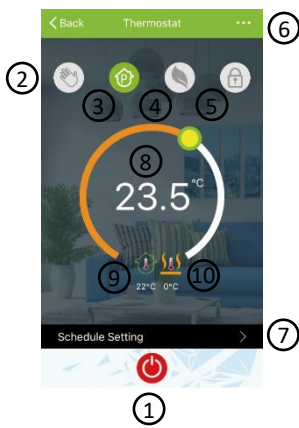 Back Thermostat ... 6
2 P
3 4 5
8
23.5°C
9 10
22°C 0°C
Schedule Setting > 7
1